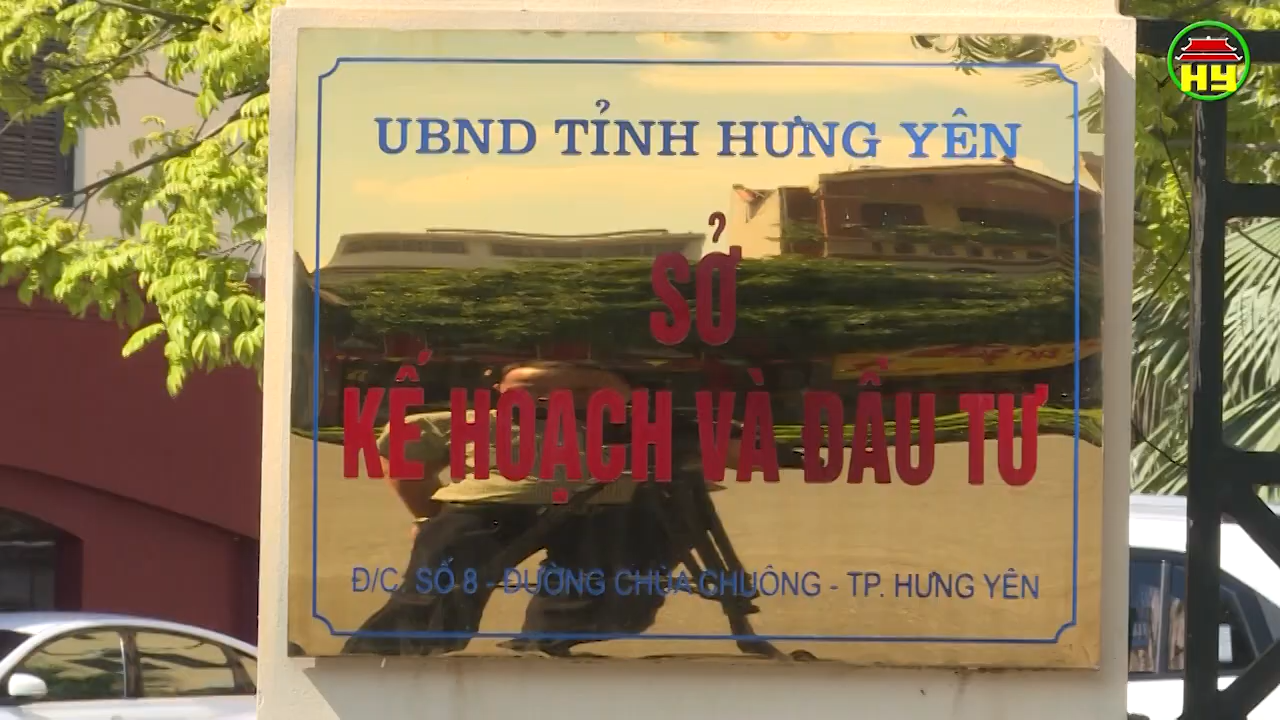 HY
UBND TỈNH HƯNG YÊN
SỞ
KẾ HOẠCH VÀ ĐẦU TƯ
Đ/C: SỐ 8 - ĐƯỜNG CHÙA CHUÔNG - TP. HƯNG YÊN